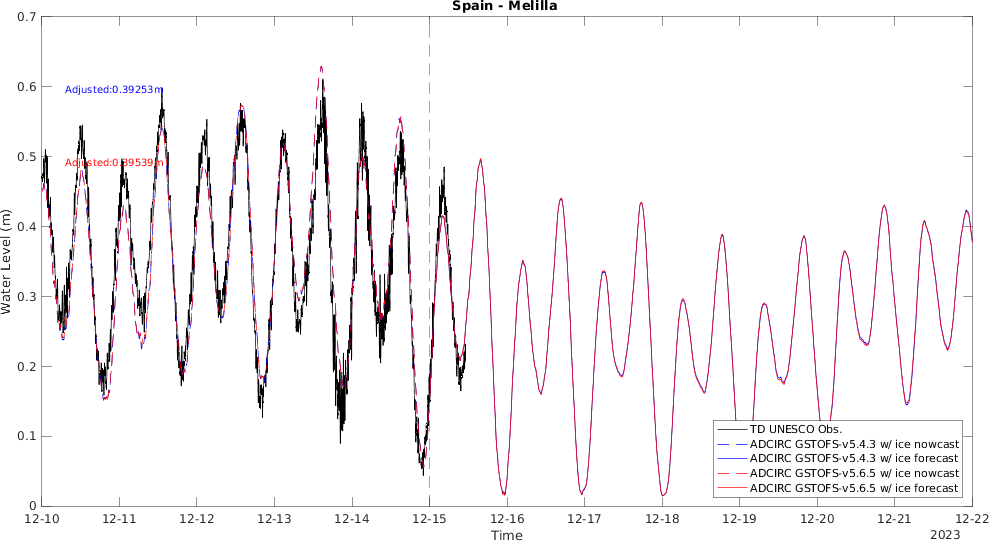 Spain - Melilla
0.7
0.6
0.5
0.4
0.3
0.2
0.1
0
Water Level (m)
Adjusted:0.39253m
Adjusted:0.39539m
TD UNESCO Obs.
ADCIRC GSTOFS-v5.4.3 w/ ice nowcast
ADCIRC GSTOFS-v5.4.3 w/ ice forecast
ADCIRC GSTOFS-v5.6.5 w/ ice nowcast
ADCIRC GSTOFS-v5.6.5 w/ ice forecast
12-10 12-11 12-12 12-13 12-14 12-15 12-16 12-17 12-18 12-19 12-20 12-21 12-22
Time
2023